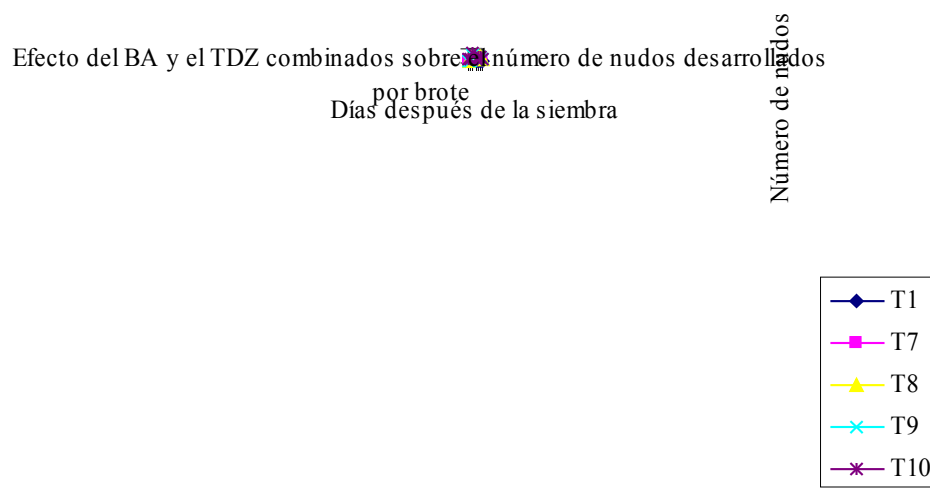 Efecto del BA y el TDZ combinados sobre el número de nudos desarrollados
por brote
Días después de la siembra
Número de nudos
T1
T7
T8
T9
T10